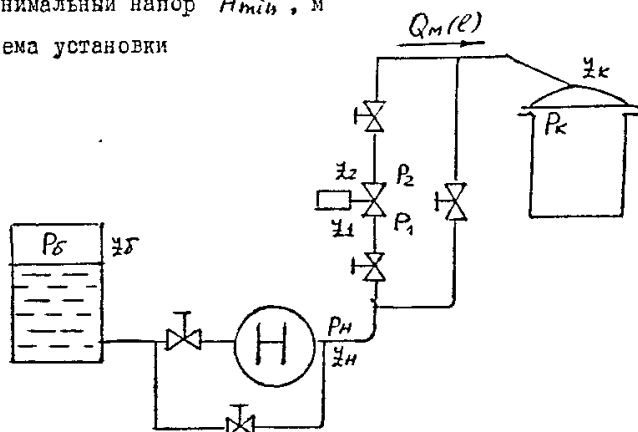 нимальный напор Hmin, м
ема установки
Qм(ℓ)
Zк
Pк
Z2 P2
Z1 P1
Pб Zб
H
Pн
Zн